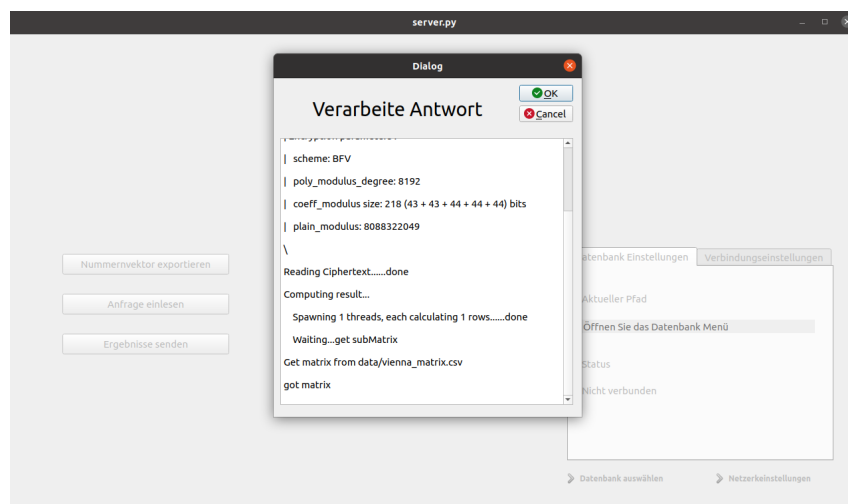 server.py
Dialog
Verarbeite Antwort
OK
Cancel
| scheme: BFV
| poly_modulus_degree: 8192
| coeff_modulus size: 218 (43 + 43 + 44 + 44 + 44) bits
| plain_modulus: 8088322049
\
Reading Ciphertext......done
Computing result...
Spawning 1 threads, each calculating 1 rows......done
Waiting...get subMatrix
Get matrix from data/vienna_matrix.csv
got matrix
Nummernvektor exportieren
Anfrage einlesen
Ergebnisse senden
atenbank Einstellungen
Verbindungseinstellungen
Aktueller Pfad
Öffnen Sie das Datenbank Menü
Status
Nicht verbunden
Datenbank auswählen
Netzerkeinstellungen